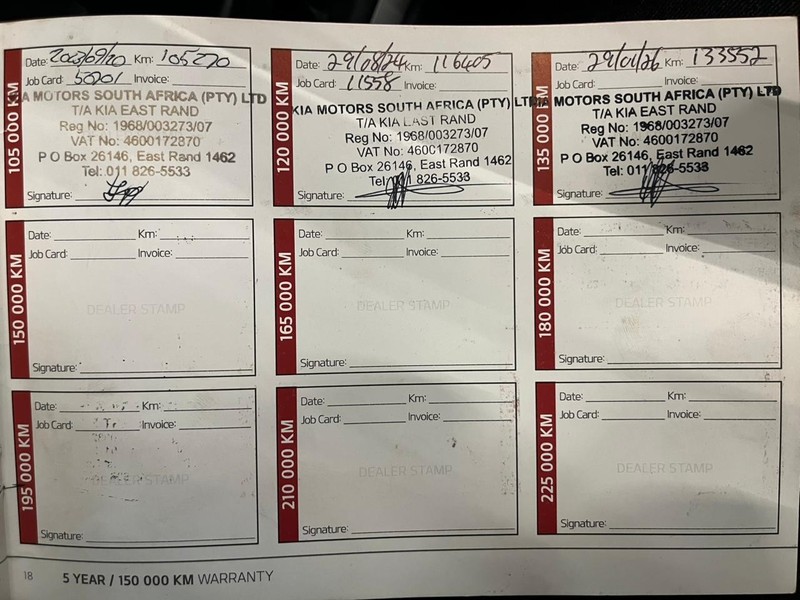 105 000 KM
Date: 2023/09/20 Km: 105270
Job Card: 50201 Invoice:
KIA MOTORS SOUTH AFRICA (PTY) LTD
T/A KIA EAST RAND
Reg No: 1968/003273/07
VAT No: 4600172870
P O Box 26146, East Rand 1462
Tel: 011 826-5533
Signature:
120 000 KM
Date: 29/08/24 Km: 116405
Job Card: 11558 Invoice:
KIA MOTORS SOUTH AFRICA (PTY) LTD
T/A KIA EAST RAND
Reg No: 1968/003273/07
VAT No: 4600172870
P O Box 26146, East Rand 1462
Tel 826-5533
Signature:
135 000 KM
Date: 29/01/26 Km: 133552
Job Card: Invoice:
KIA MOTORS SOUTH AFRICA (PTY) LTD
T/A KIA EAST RAND
Reg No: 1968/003273/07
VAT No: 4600172870
P O Box 26146, East Rand 1462
Tel: 011 826-5533
Signature:
150 000 KM
Date: Km:
Job Card: Invoice:
DEALER STAMP
Signature:
165 000 KM
Date: Km:
Job Card: Invoice:
DEALER STAMP
Signature:
180 000 KM
Date: Km:
Job Card: Invoice:
DEALER STAMP
Signature:
195 000 KM
Date: Km:
Job Card: Invoice:
DEALER STAMP
Signature:
210 000 KM
Date: Km:
Job Card: Invoice:
DEALER STAMP
Signature:
225 000 KM
Date: Km:
Job Card: Invoice:
DEALER STAMP
Signature:
18 5 YEAR / 150 000 KM WARRANTY